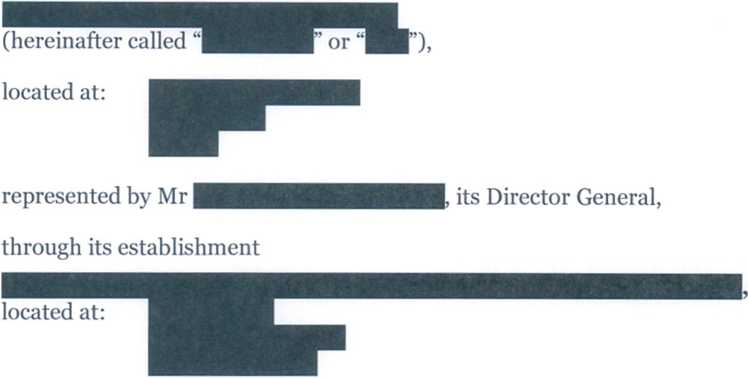 (hereinafter called “ ” or “ ”),
located at:
represented by Mr , its Director General,
through its establishment
,
located at: